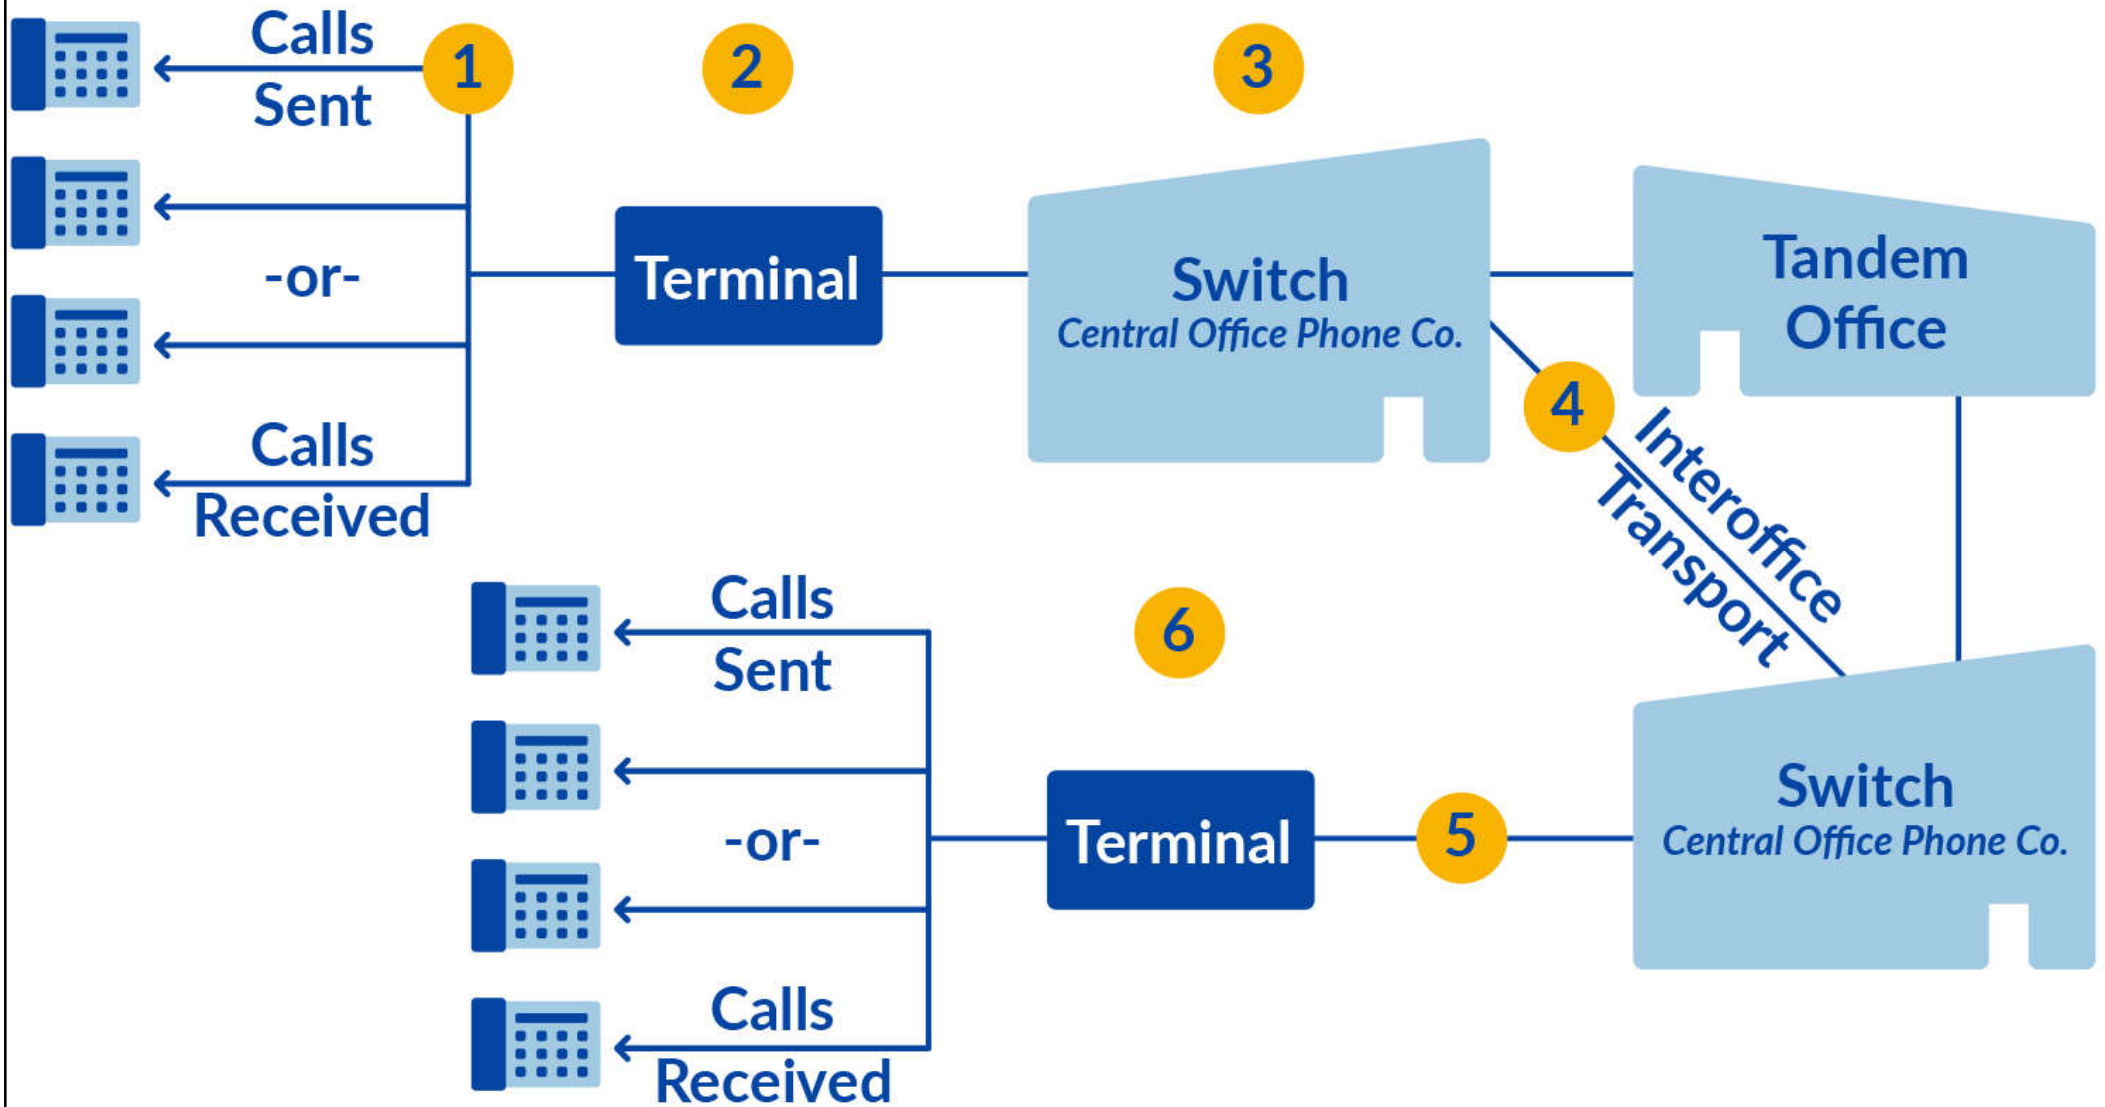 Calls
Sent
1
2
3
-or-
Calls
Received
Terminal
Switch
Central Office Phone Co.
Tandem
Office
4
Interoffice
Transport
Calls
Sent
6
-or-
Calls
Received
Terminal
5
Switch
Central Office Phone Co.